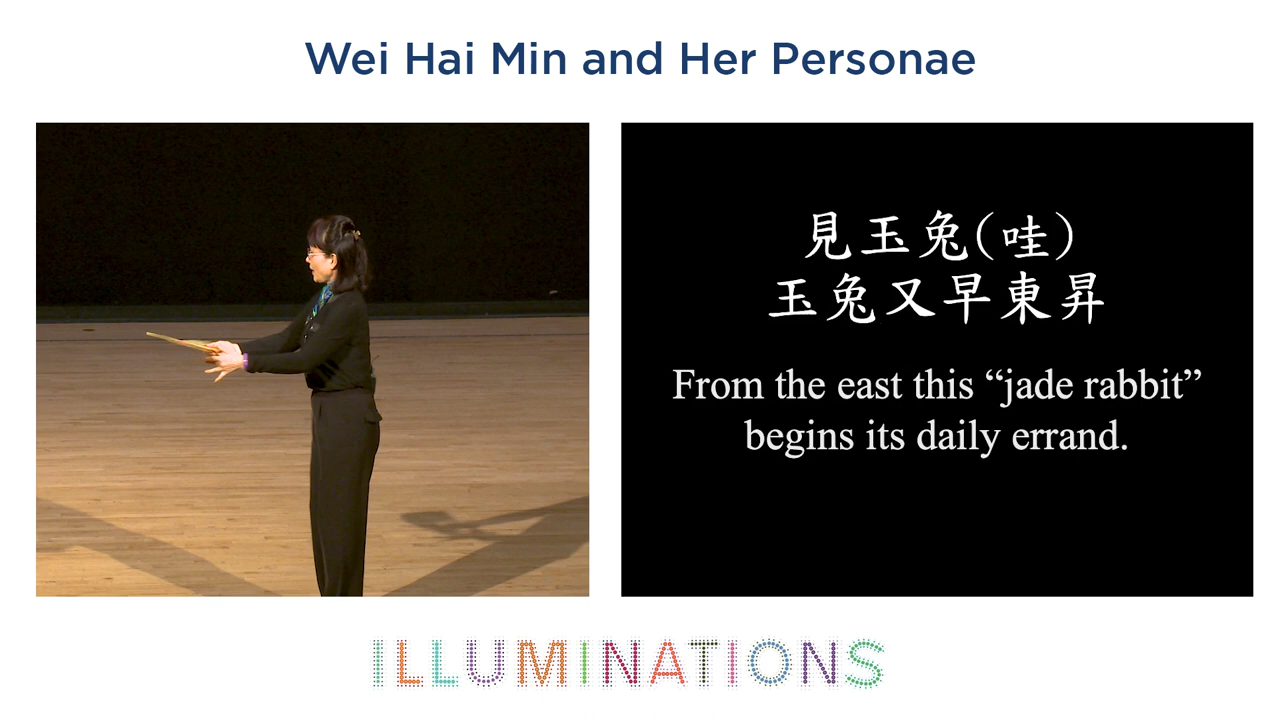 Wei Hai Min and Her Personae
見玉兔(哇)
玉兔又早東昇
From the east this “jade rabbit”
begins its daily errand.
ILLUMINATIONS